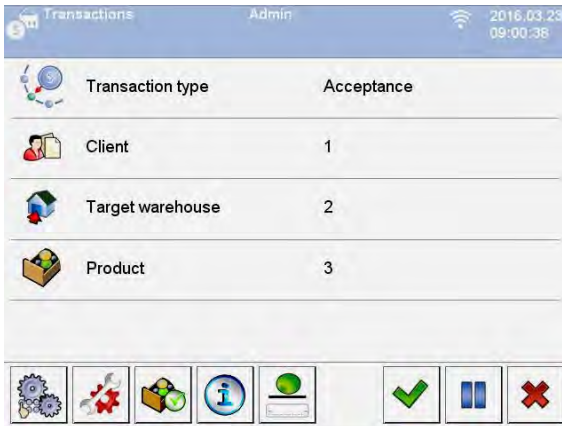 Transactions Admin 2016.03.23
09:00:38
Transaction type Acceptance
Client 1
Target warehouse 2
Product 3